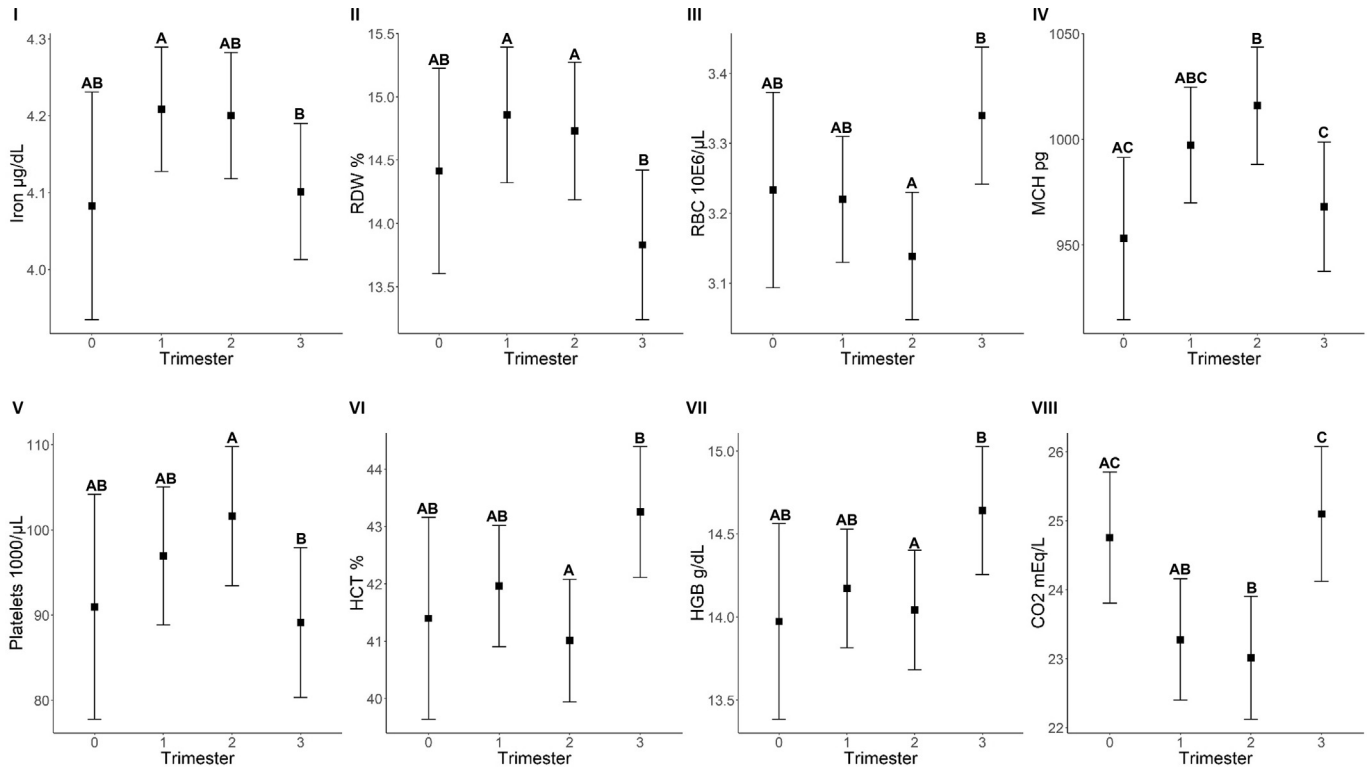 I
Iron µg/dL
4.3
4.2
4.1
4.0
AB
A
AB
B
0 1 2 3
Trimester
II
RDW %
15.5
15.0
14.5
14.0
13.5
AB
A
A
B
0 1 2 3
Trimester
III
RBC 10E6/µL
3.4
3.3
3.2
3.1
AB
AB
A
B
0 1 2 3
Trimester
IV
MCH pg
1050
1000
950
AC
ABC
B
C
0 1 2 3
Trimester
V
Platelets 1000/µL
110
100
90
80
AB
AB
A
B
0 1 2 3
Trimester
VI
HCT %
44
43
42
41
40
AB
AB
A
B
0 1 2 3
Trimester
VII
HGB g/dL
15.0
14.5
14.0
13.5
AB
AB
A
B
0 1 2 3
Trimester
VIII
CO2 mEq/L
26
25
24
23
22
AC
AB
B
C
0 1 2 3
Trimester